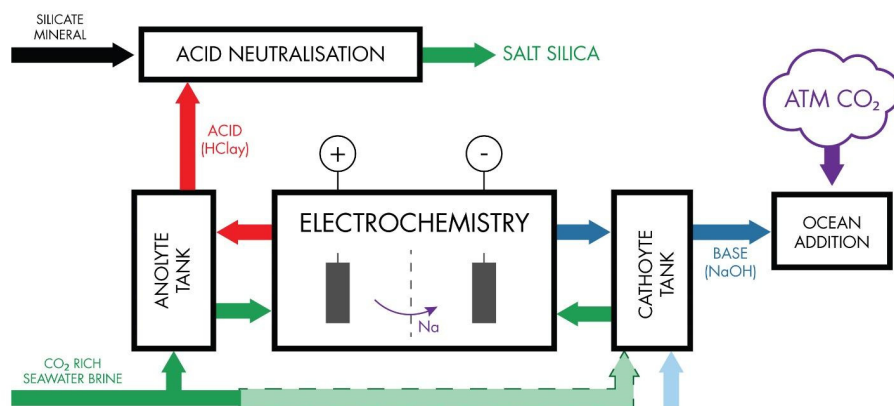 SILICATE
MINERAL
ACID NEUTRALISATION
SALT SILICA
ATM CO₂
ACID
(HClay)
+
-
ANOLYTE
TANK
ELECTROCHEMISTRY
Na
CATHOYTE
TANK
BASE
(NaOH)
OCEAN
ADDITION
CO₂ RICH
SEAWATER BRINE